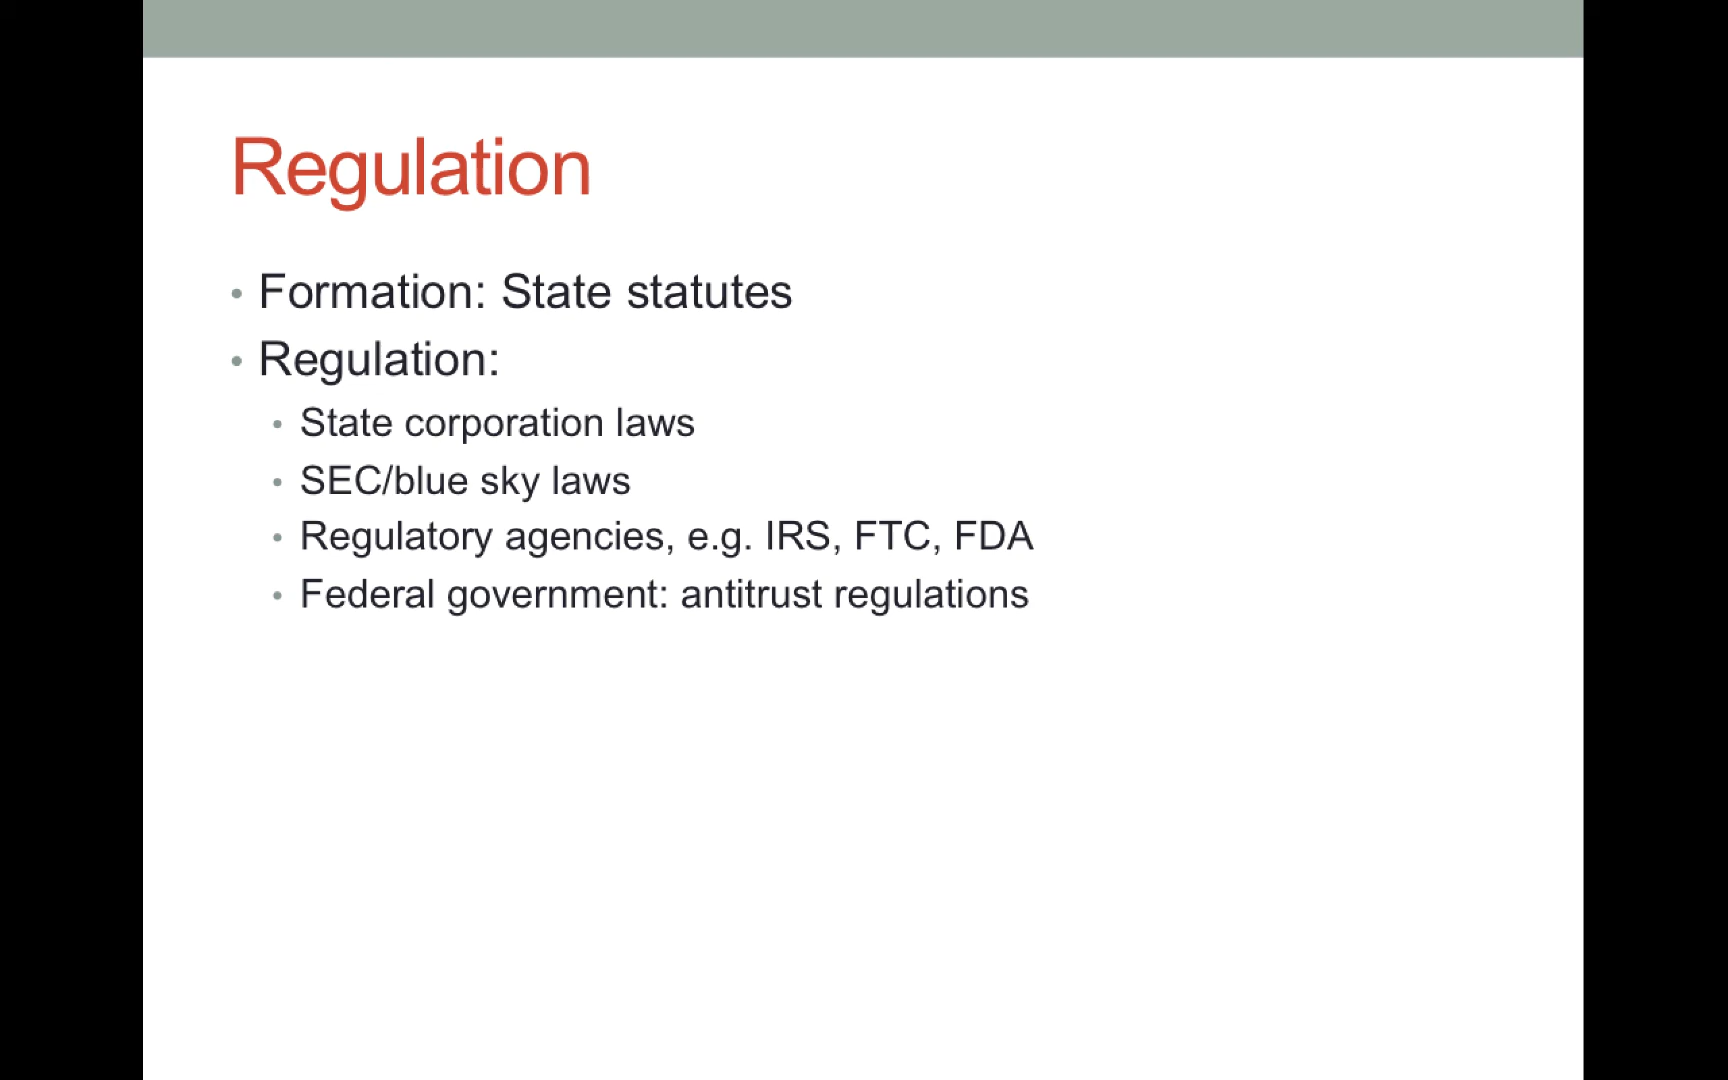 Regulation
• Formation: State statutes
• Regulation:
• State corporation laws
• SEC/blue sky laws
• Regulatory agencies, e.g. IRS, FTC, FDA
• Federal government: antitrust regulations